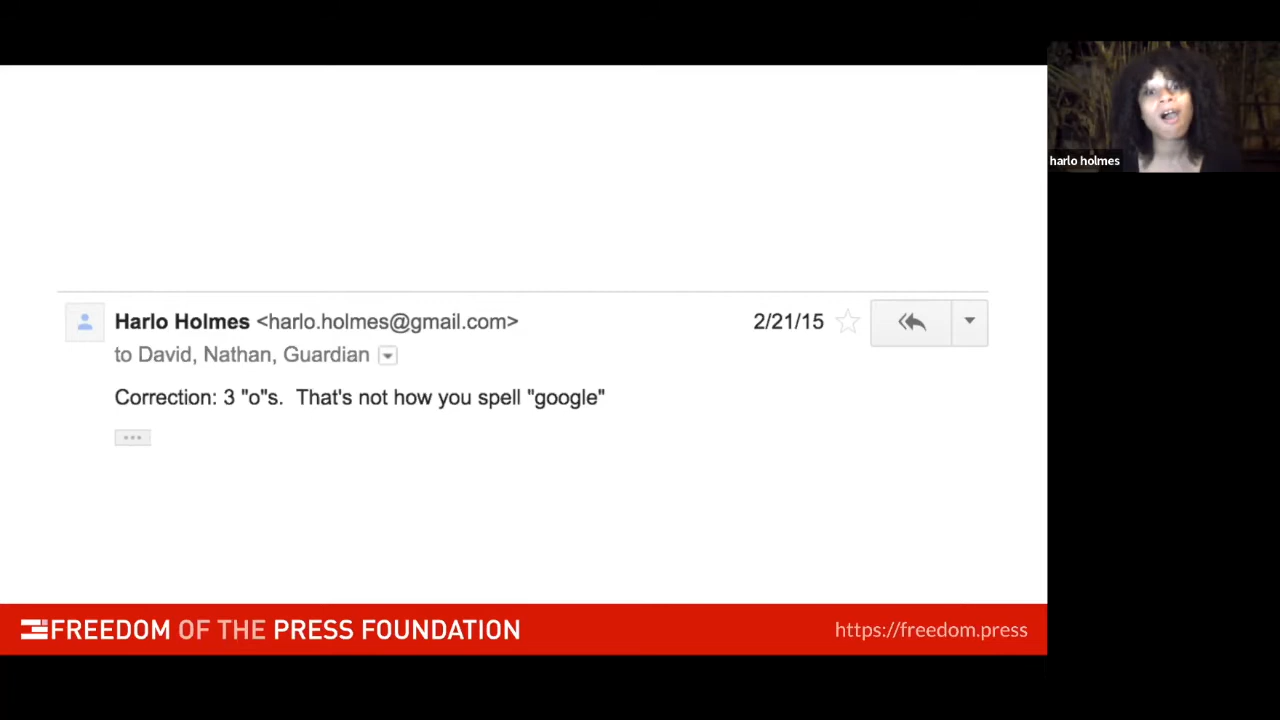 harlo holmes
Harlo Holmes <harlo.holmes@gmail.com> 2/21/15
to David, Nathan, Guardian
Correction: 3 "o"s. That's not how you spell "google"
FREEDOM OF THE PRESS FOUNDATION https://freedom.press